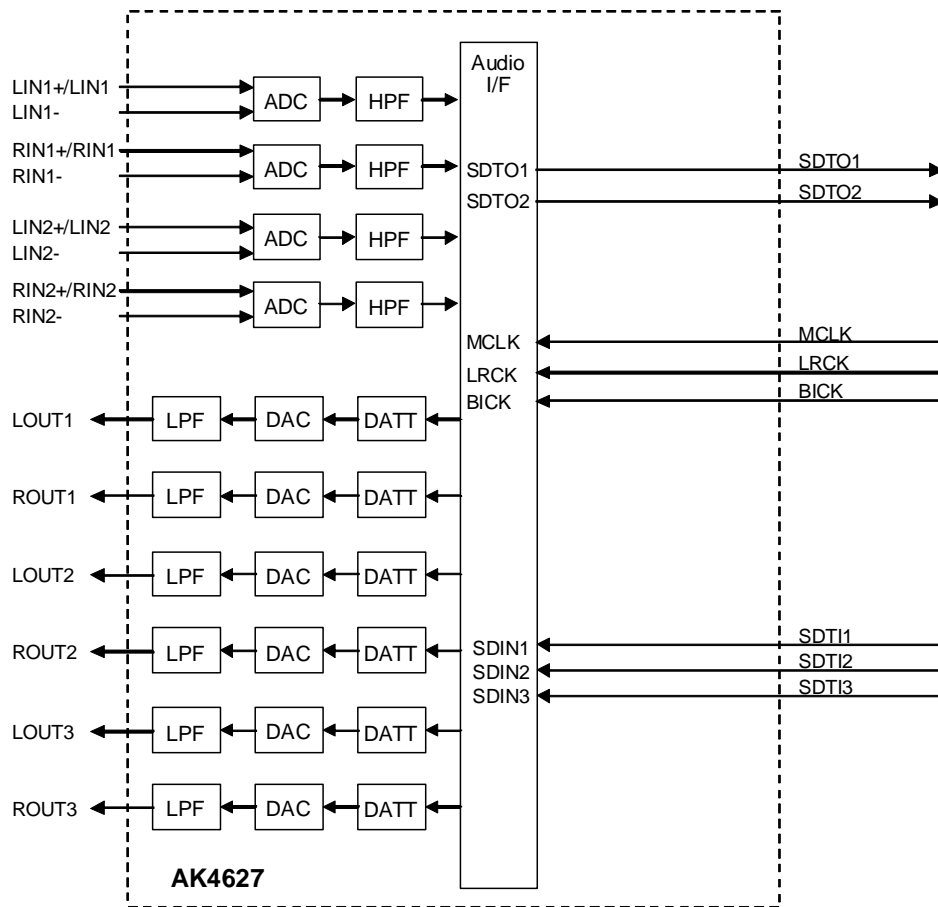 Audio
I/F
LIN1+/LIN1
LIN1-
ADC
HPF
RIN1+/RIN1
RIN1-
ADC
HPF
SDTO1
SDTO1
SDTO2
SDTO2
LIN2+/LIN2
LIN2-
ADC
HPF
RIN2+/RIN2
RIN2-
ADC
HPF
MCLK
MCLK
LRCK
LRCK
BICK
BICK
LOUT1
LPF
DAC
DATT
ROUT1
LPF
DAC
DATT
LOUT2
LPF
DAC
DATT
ROUT2
LPF
DAC
DATT
SDIN1
SDTI1
SDIN2
SDTI2
SDIN3
SDTI3
LOUT3
LPF
DAC
DATT
ROUT3
LPF
DAC
DATT
AK4627